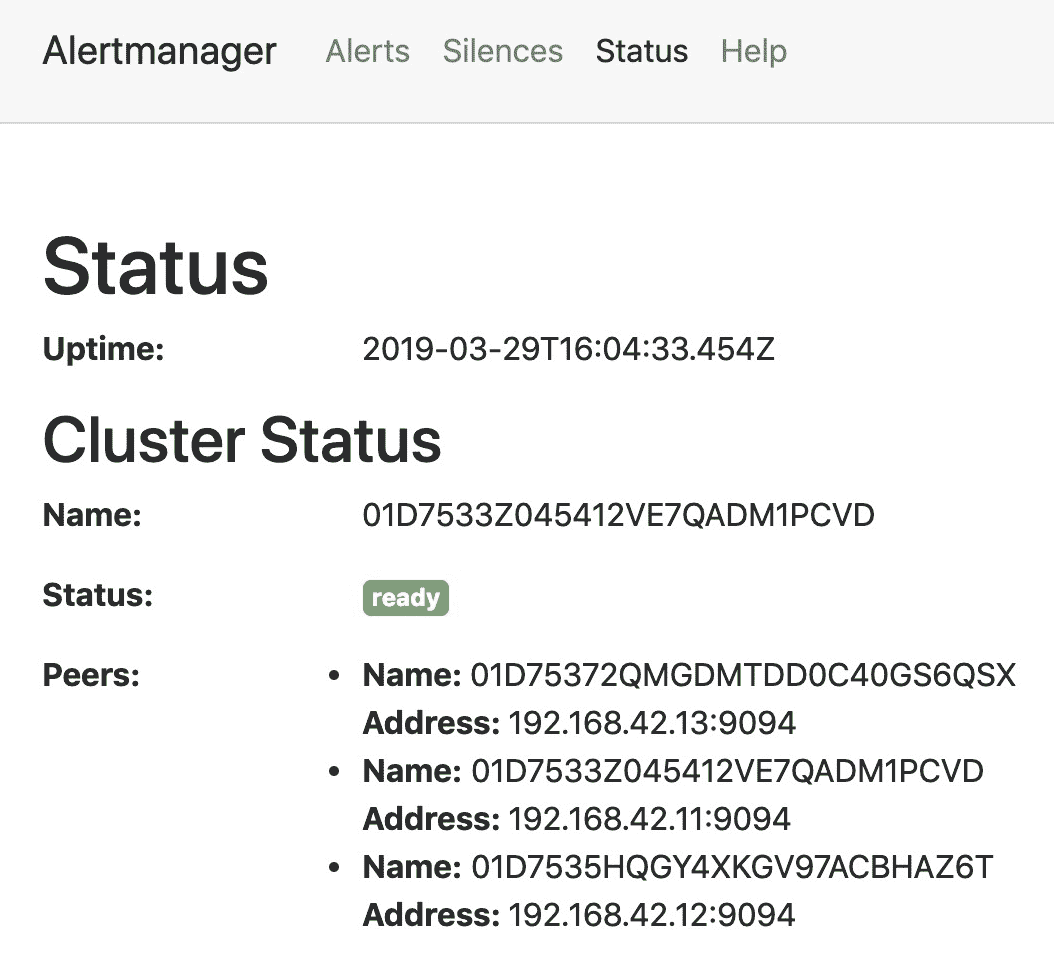 Alertmanager Alerts Silences Status Help
Status
Uptime: 2019-03-29T16:04:33.454Z
Cluster Status
Name: 01D7533Z045412VE7QADM1PCVD
Status: ready
Peers: • Name: 01D75372QMGDMTDD0C40GS6QSX
Address: 192.168.42.13:9094
• Name: 01D7533Z045412VE7QADM1PCVD
Address: 192.168.42.11:9094
• Name: 01D7535HQGY4XKGV97ACBHAZ6T
Address: 192.168.42.12:9094